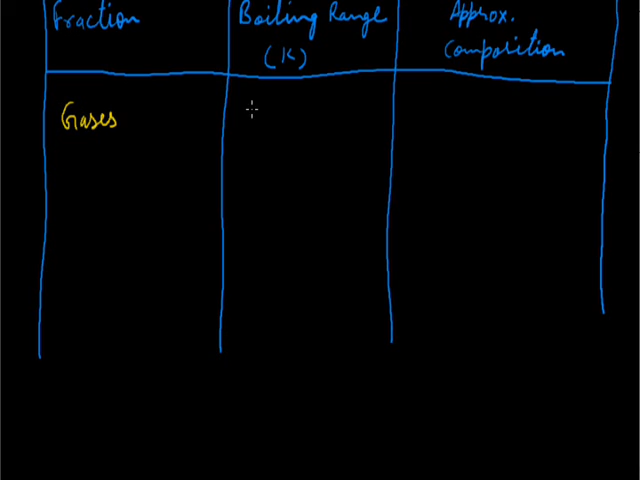 Fraction
Boiling Range
(K)
Approx.
Composition
Gases